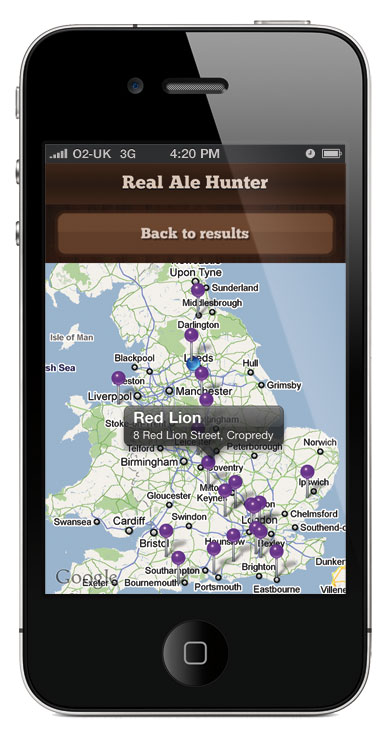 O2-UK 3G 4:20 PM
Real Ale Hunter
Back to results
Upon Tyne
Sunderland
Middlesbrough
Darlington
Isle of Man
Blackpool
Leeds
Hull
Preston
Grimsby
Liverpool
Manchester
Red Lion
8 Red Lion Street, Cropredy
Telford
Peterborough
Norwich
Birmingham
Coventry
Ipswich
Milton
Keynes
Gloucester
Chelmsford
Swansea
Cardiff
Swindon
London
Southend-o
Bristol
Hounslow
Bexley
Southampton
Brighton
Dunker
Google
Exeter
Bournemouth
Portsmouth
Eastbourne
Villene